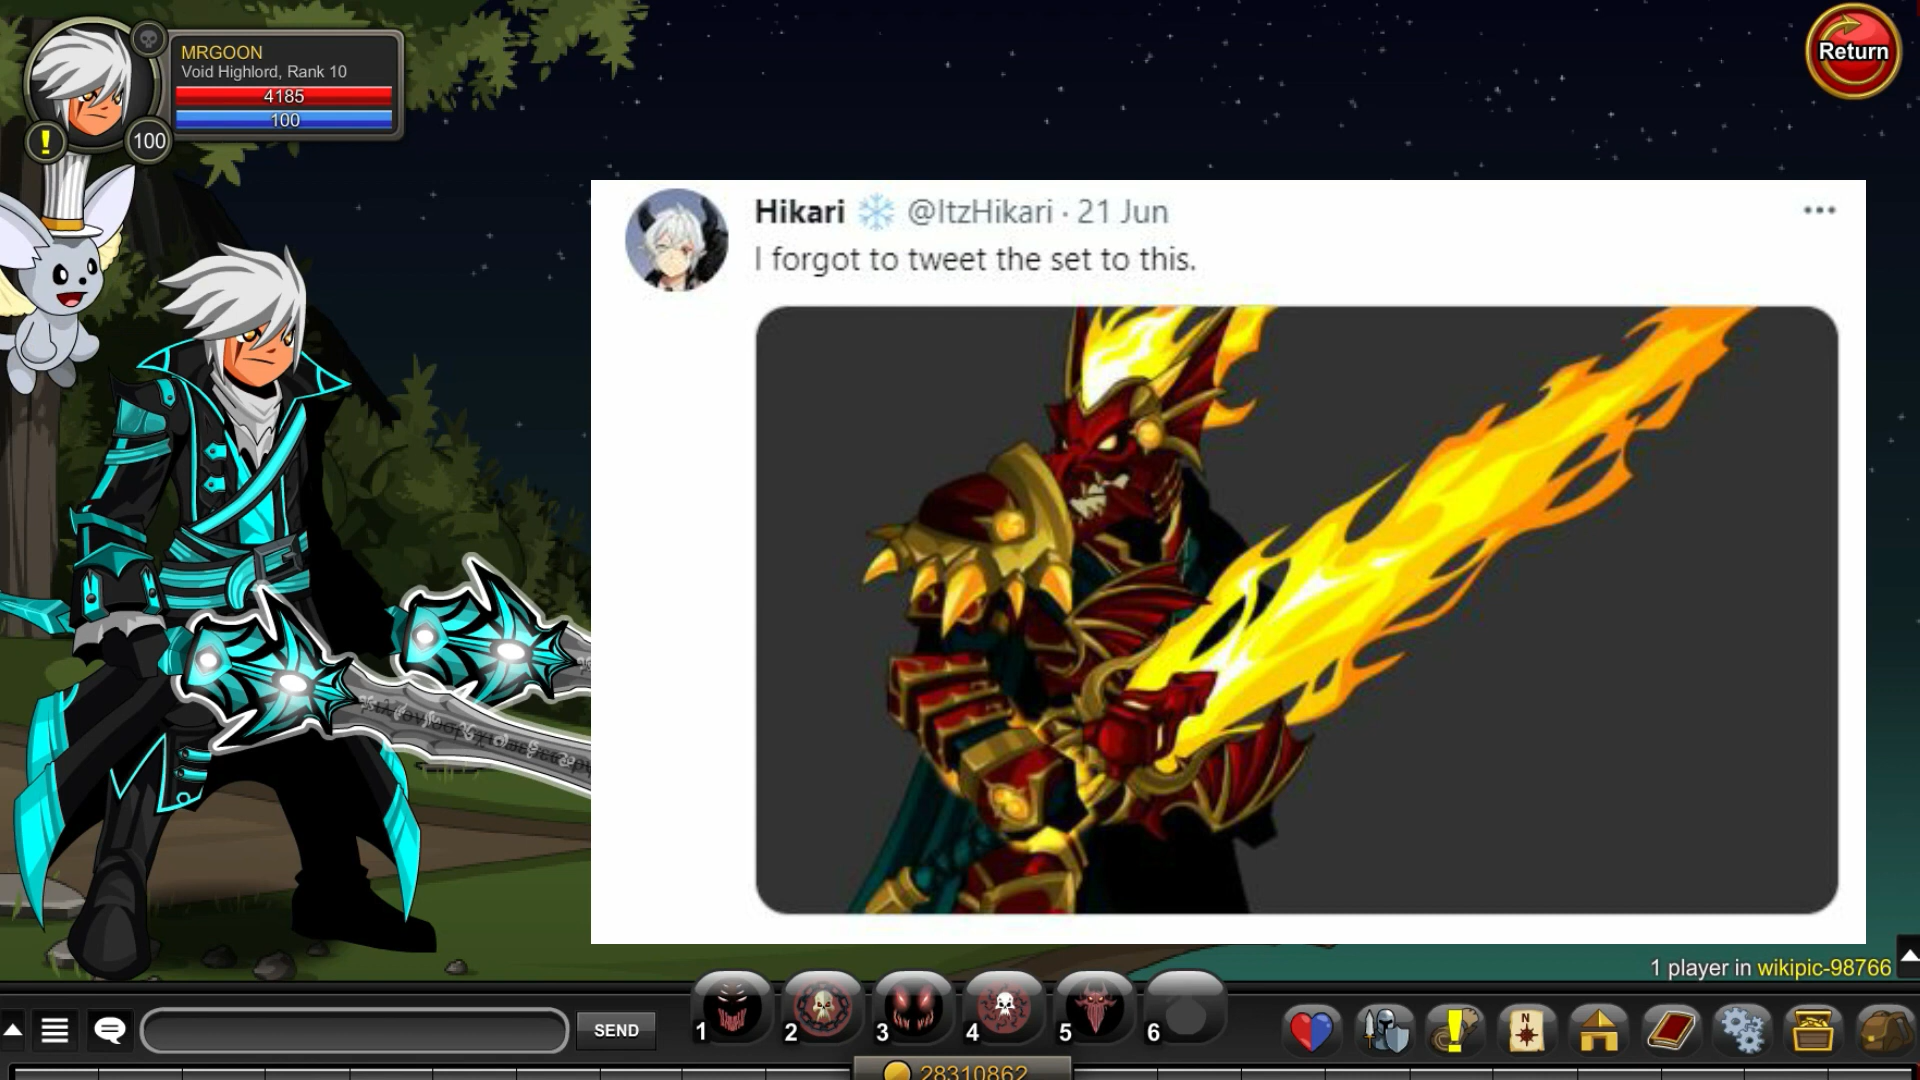 MRGOON
Void Highlord, Rank 10
4185
100
100
Return
Hikari @ItzHikari · 21 Jun
I forgot to tweet the set to this.
1 player in wikipic-98766
SEND
1
2
3
4
5
6
N
28310862